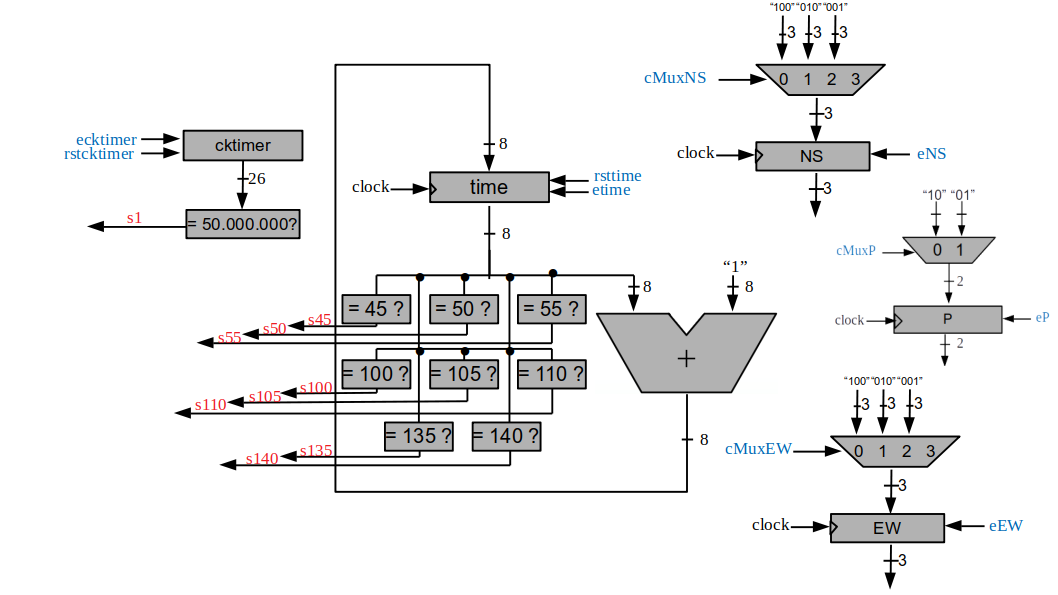 ecktimer
rstcktimer
cktimer
26
s1
= 50.000.000?
8
clock
time
rsttime
etime
8
"1"
8
8
= 45 ?
= 50 ?
= 55 ?
s45
s50
s55
= 100 ?
= 105 ?
= 110 ?
s100
s105
s110
= 135 ?
= 140 ?
s135
s140
+
8
"100" "010" "001"
3
3
3
cMuxNS
0 1 2 3
3
clock
NS
eNS
3
"10" "01"
cMuxP
0 1
2
clock
P
eP
2
"100" "010" "001"
3
3
3
cMuxEW
0 1 2 3
3
clock
EW
eEW
3